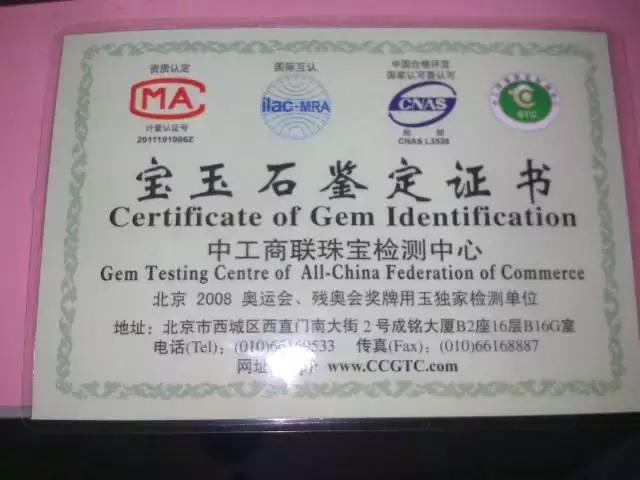 资质认定
国际互认
中国合格评定
国家认可委认可
CMA
ilac-MRA
CNAS
GTC
计量认证号
2011191906Z
检测
CNAS L3538
宝玉石鉴定证书
Certificate of Gem Identification
中工商联珠宝检测中心
Gem Testing Centre of All-China Federation of Commerce
北京 2008 奥运会、残奥会奖牌用玉独家检测单位
地址：北京市西城区西直门南大街 2 号成铭大厦B2座16层B16G室
电话(Tel)：(010)66169533 传真(Fax)：(010)66168887
网址 www.CCGTC.com